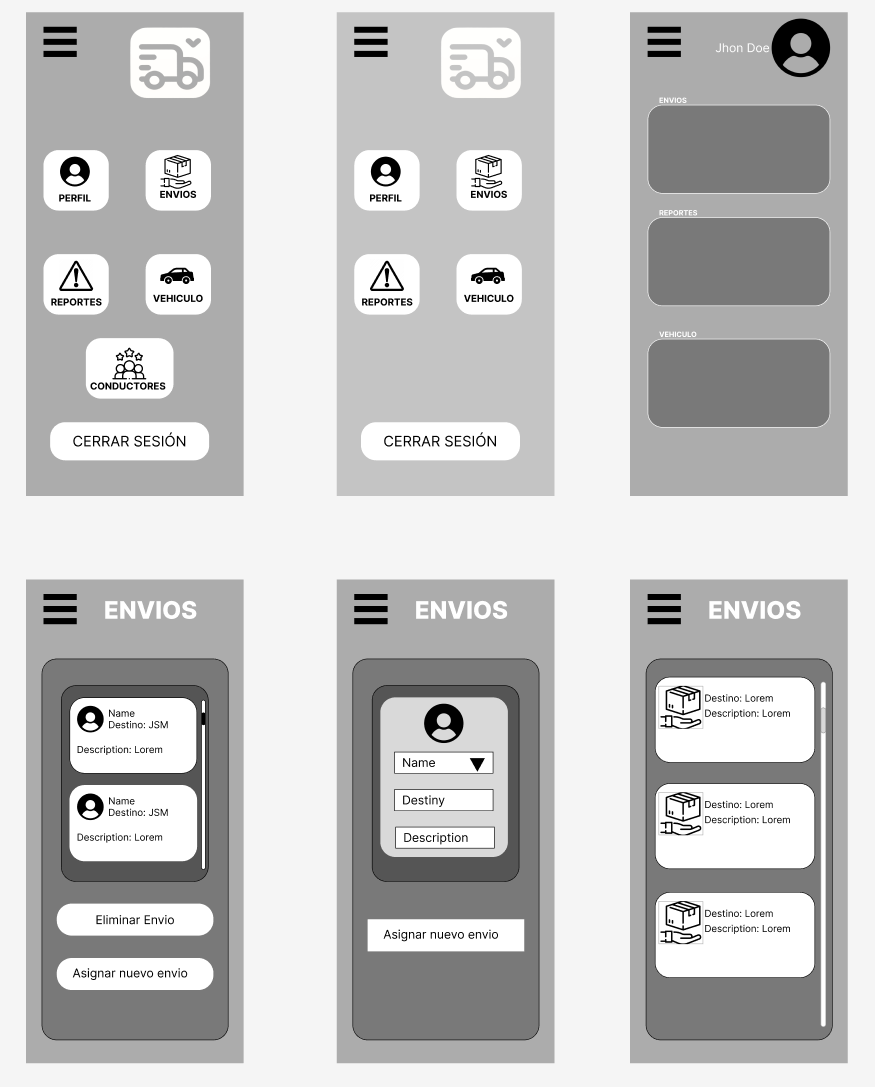 PERFIL
ENVIOS
REPORTES
VEHICULO
CONDUCTORES
CERRAR SESIÓN
PERFIL
ENVIOS
REPORTES
VEHICULO
CERRAR SESIÓN
Jhon Doe
ENVIOS
REPORTES
VEHICULO
ENVIOS
Name
Destino: JSM
Description: Lorem
Name
Destino: JSM
Description: Lorem
Eliminar Envio
Asignar nuevo envio
ENVIOS
Name
Destiny
Description
Asignar nuevo envio
ENVIOS
Destino: Lorem
Description: Lorem
Destino: Lorem
Description: Lorem
Destino: Lorem
Description: Lorem